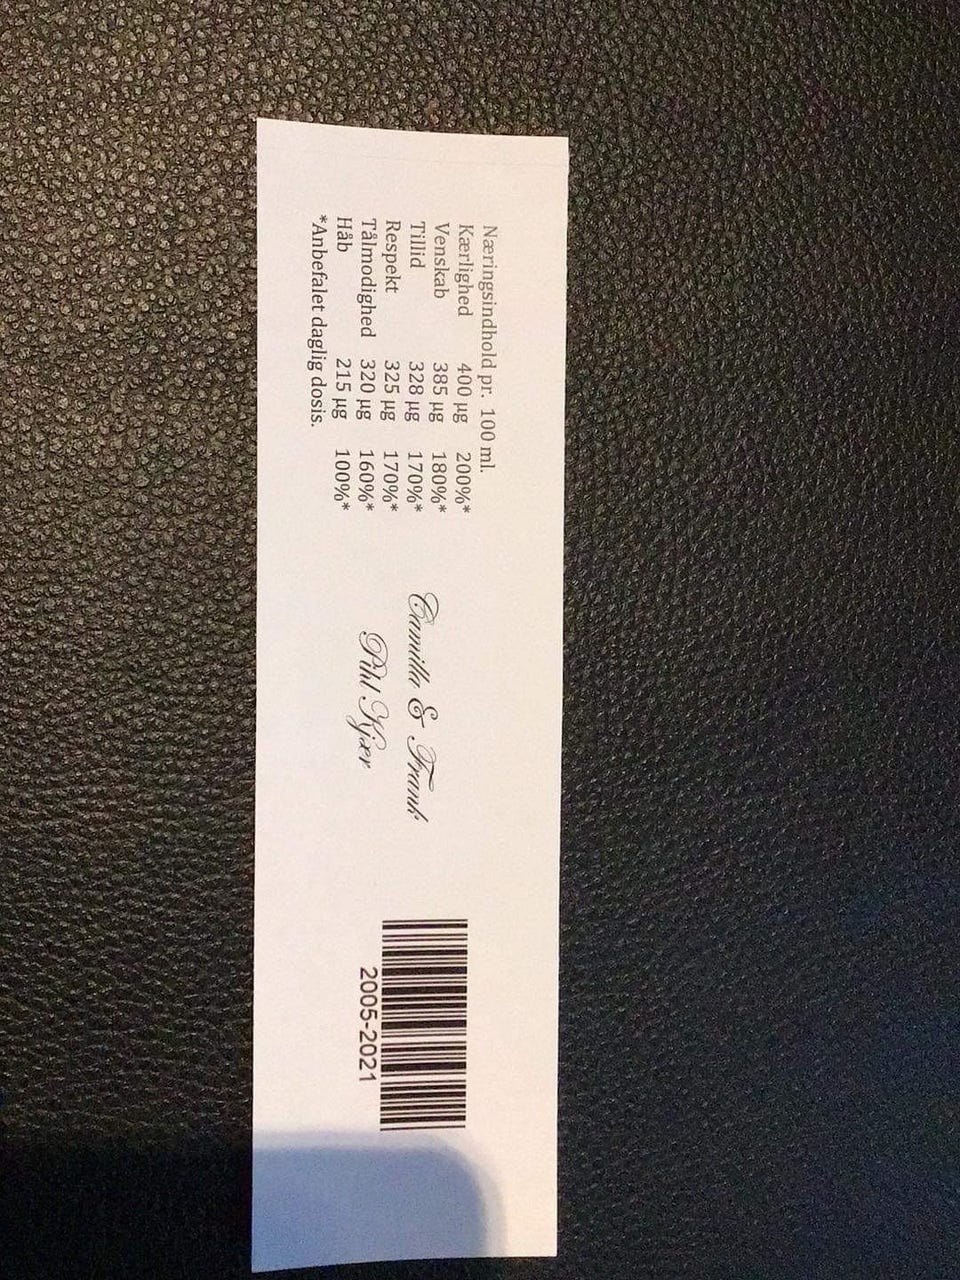 Næringsindhold pr. 100 ml.
Kærlighed 400 µg 200%*
Venskab 385 µg 180%*
Tillid 328 µg 170%*
Respekt 325 µg 170%*
Tålmodighed 320 µg 160%*
Håb 215 µg 100%*
*Anbefalet daglig dosis.
Camilla & Frank
Pihl Kjær
2005-2021